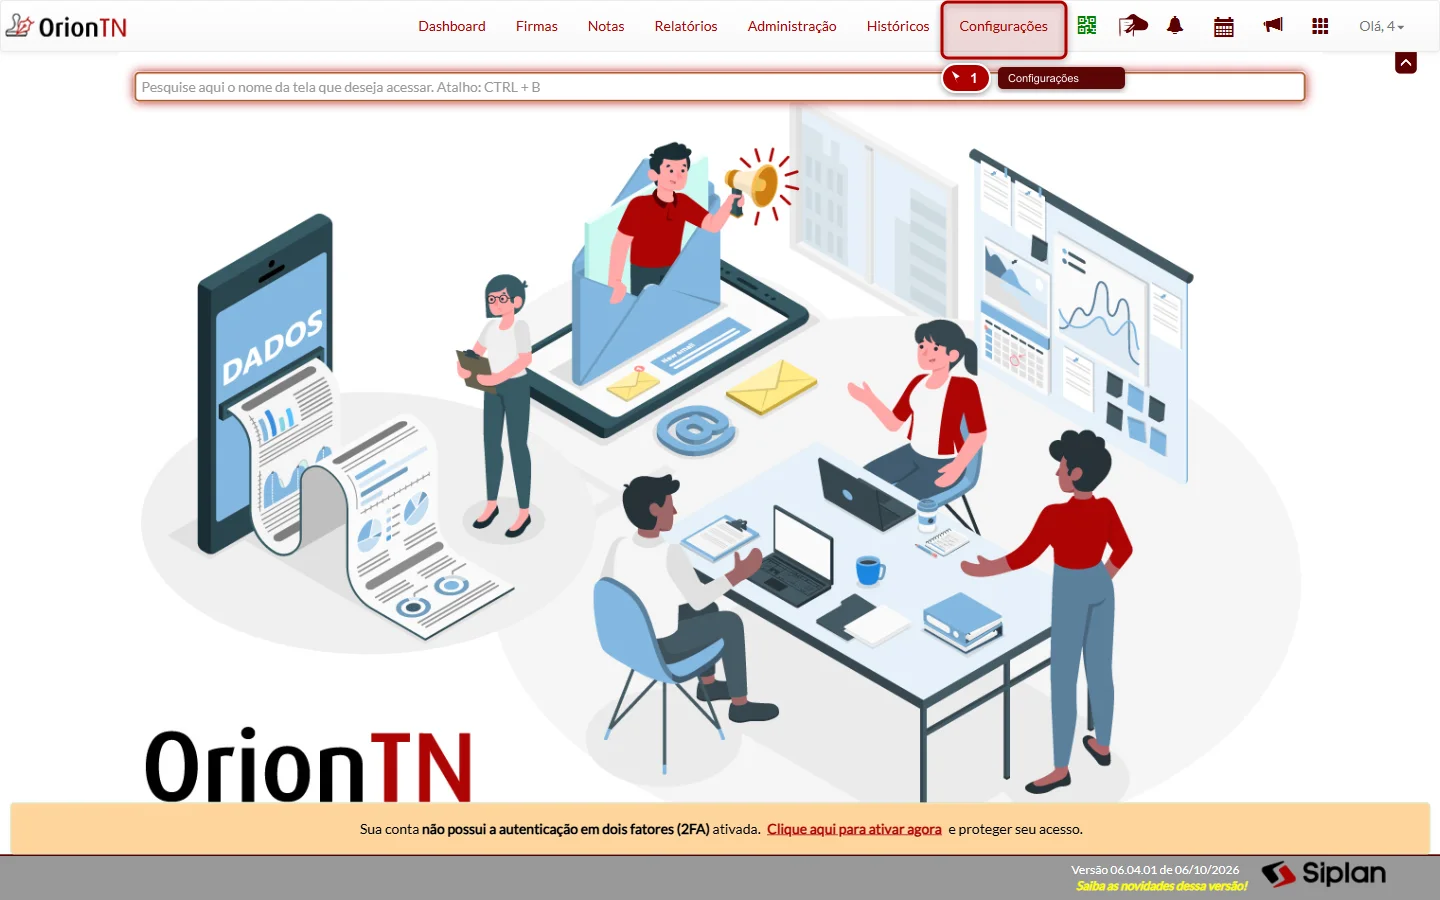 OrionTN
Dashboard
Firmas
Notas
Relatórios
Administração
Históricos
Configurações
Olá, 4
1
Configurações
Pesquise aqui o nome da tela que deseja acessar. Atalho: CTRL + B
DADOS
New email
@
OrionTN
Sua conta não possui a autenticação em dois fatores (2FA) ativada. Clique aqui para ativar agora e proteger seu acesso.
Versão 06.04.01 de 06/10/2026
Saiba as novidades dessa versão!
Siplan